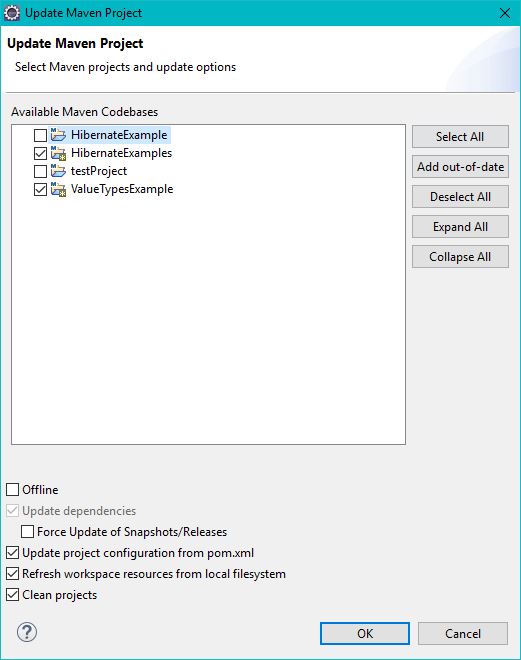 Update Maven Project
Update Maven Project
Select Maven projects and update options
Available Maven Codebases
HibernateExample
HibernateExamples
testProject
ValueTypesExample
Select All
Add out-of-date
Deselect All
Expand All
Collapse All
Offline
Update dependencies
Force Update of Snapshots/Releases
Update project configuration from pom.xml
Refresh workspace resources from local filesystem
Clean projects
?
OK
Cancel